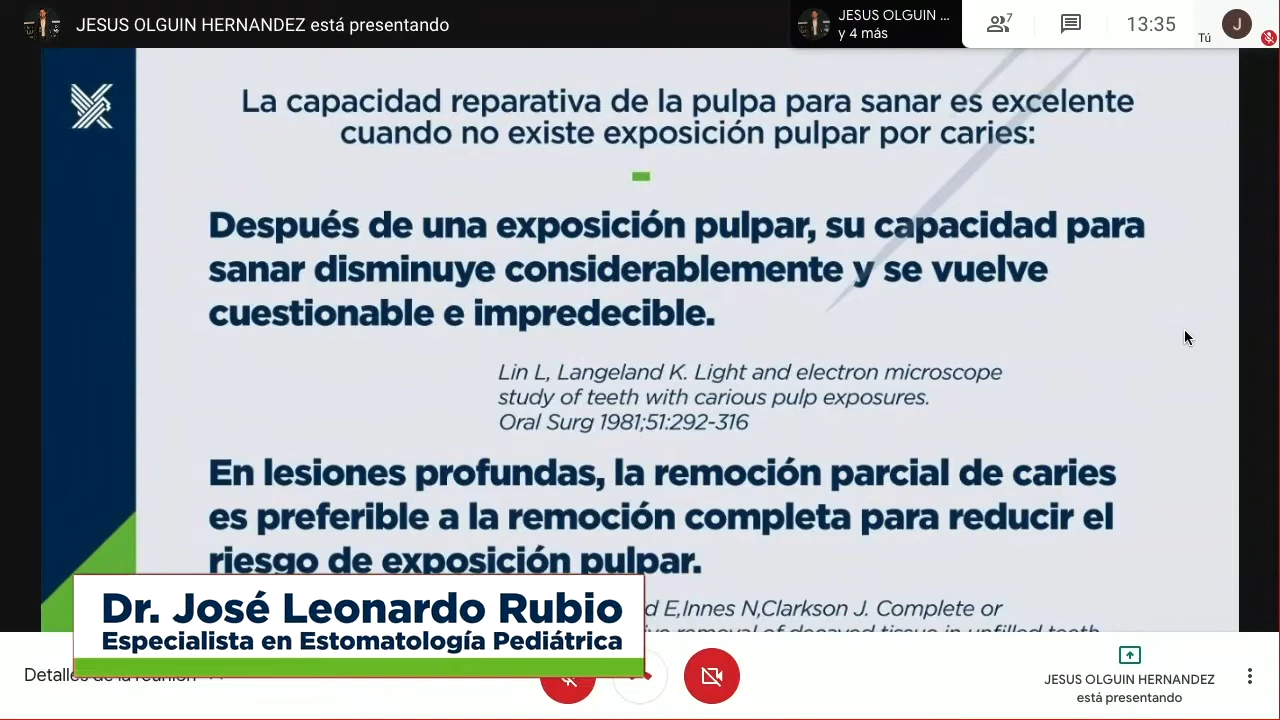 JESUS OLGUIN HERNANDEZ está presentando
JESUS OLGUIN ...
y 4 más
7
13:35
Tú
J
La capacidad reparativa de la pulpa para sanar es excelente
cuando no existe exposición pulpar por caries:
Después de una exposición pulpar, su capacidad para
sanar disminuye considerablemente y se vuelve
cuestionable e impredecible.
Lin L, Langeland K. Light and electron microscope
study of teeth with carious pulp exposures.
Oral Surg 1981;51:292-316
En lesiones profundas, la remoción parcial de caries
es preferible a la remoción completa para reducir el
riesgo de exposición pulpar.
d E,Innes N,Clarkson J. Complete or
removal of decayed tissue in unfilled teeth
Dr. José Leonardo Rubio
Especialista en Estomatología Pediátrica
Detalles de la reunión
JESUS OLGUIN HERNANDEZ
está presentando